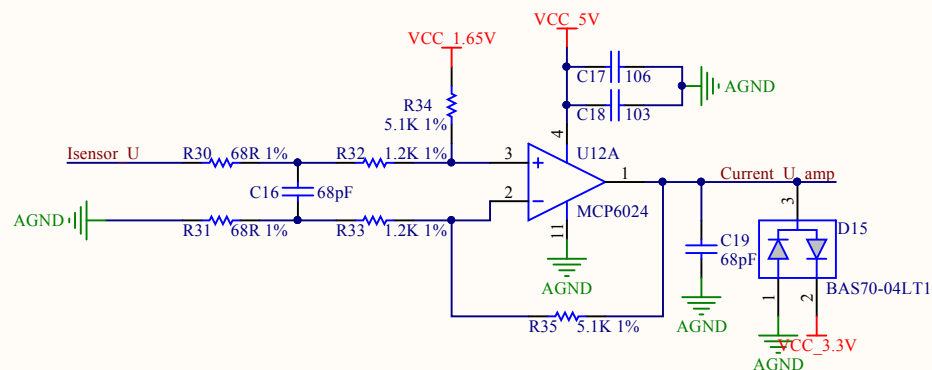 VCC_5V
VCC_1.65V
C17 106
AGND
R34
5.1K 1%
C18 103
4
U12A
Isensor_U
R30 68R 1%
R32 1.2K 1%
3
C16 68pF
1
Current_U_amp
2
MCP6024
3
AGND
R31 68R 1%
R33 1.2K 1%
11
D15
C19
68pF
AGND
BAS70-04LT1
1
2
R35 5.1K 1%
AGND
VCC_3.3V
AGND